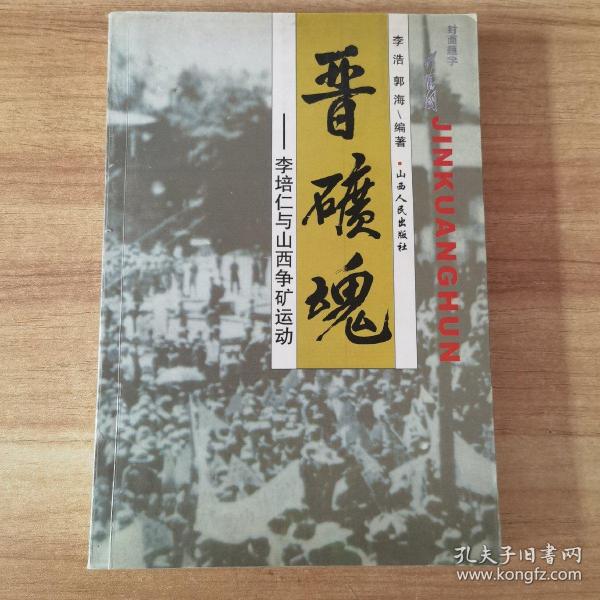 封面题字
JINKUANGHUN
李浩 郭海\编著·山西人民出版社
晋礦魂
——李培仁与山西争矿运动
孔夫子旧书网
www.kongfz.com